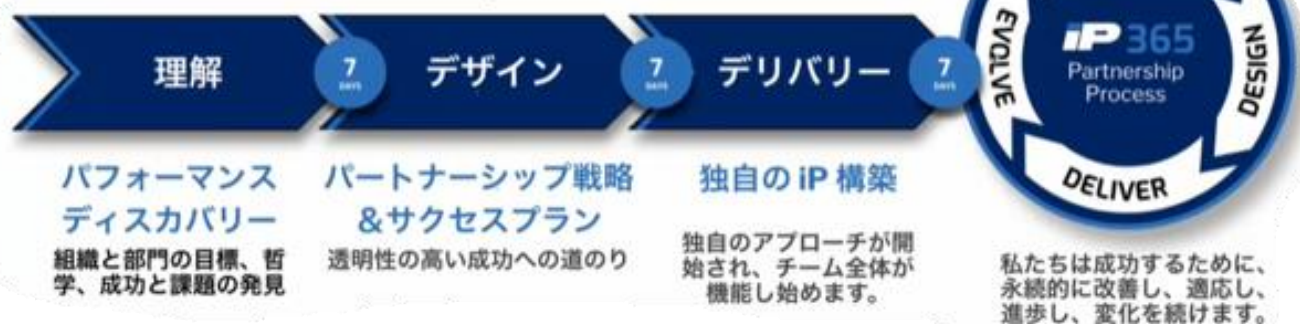 理解
7
DAYS
デザイン
7
DAYS
デリバリー
7
DAYS
パフォーマンス
ディスカバリー
組織と部門の目標、哲
学、成功と課題の発見
パートナーシップ戦略
&サクセスプラン
透明性の高い成功への道のり
独自の iP 構築
独自のアプローチが開
始され、チーム全体が
機能し始めます。
iP 365
Partnership
Process
EVOLVE
DESIGN
DELIVER
私たちは成功するために、
永続的に改善し、適応し、
進歩し、変化を続けます。